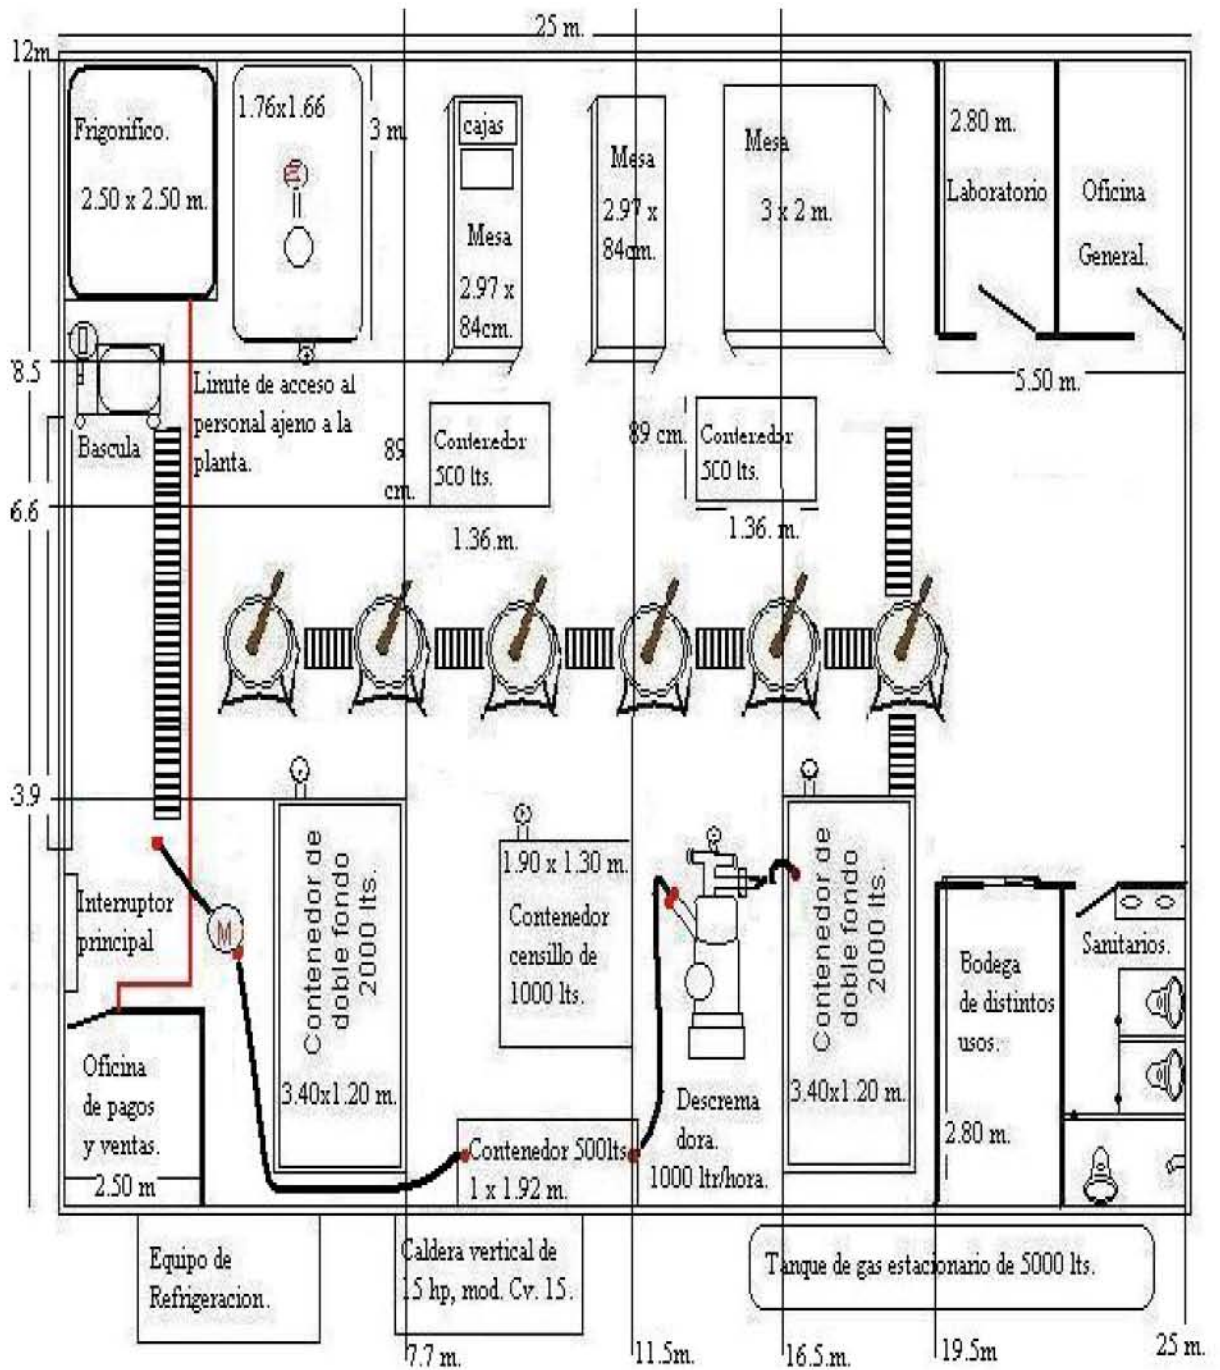 25 m.
12m
Frigorifico.
2.50 x 2.50 m.
1.76x1.66
3 m
cajas
Mesa
2.97 x
84cm.
Mesa
2.97 x
84cm.
Mesa
3 x 2 m.
2.80 m.
Laboratorio
Oficina
General.
8.5
5.50 m.
Limite de acceso al
personal ajeno a la
planta.
Bascula
89
cm.
Contenedor
500 lts.
89 cm.
Contenedor
500 lts.
6.6
1.36.m.
1.36. m.
3.9
Interruptor
principal
M
Contenedor de
doble fondo
2000 lts.
3.40x1.20 m.
1.90 x 1.30 m.
Contenedor
censillo de
1000 lts.
Contenedor de
doble fondo
2000 lts.
3.40x1.20 m.
Bodega
de distintos
usos.
2.80 m.
Sanitarios.
Oficina
de pagos
y ventas.
2.50 m
Contenedor 500lts
1 x 1.92 m.
Descrema
dora.
1000 ltr/hora.
Equipo de
Refrigeracion.
Caldera vertical de
15 hp, mod. Cv. 15.
Tanque de gas estacionario de 5000 lts.
7.7 m.
11.5m.
16.5.m.
19.5m
25 m.